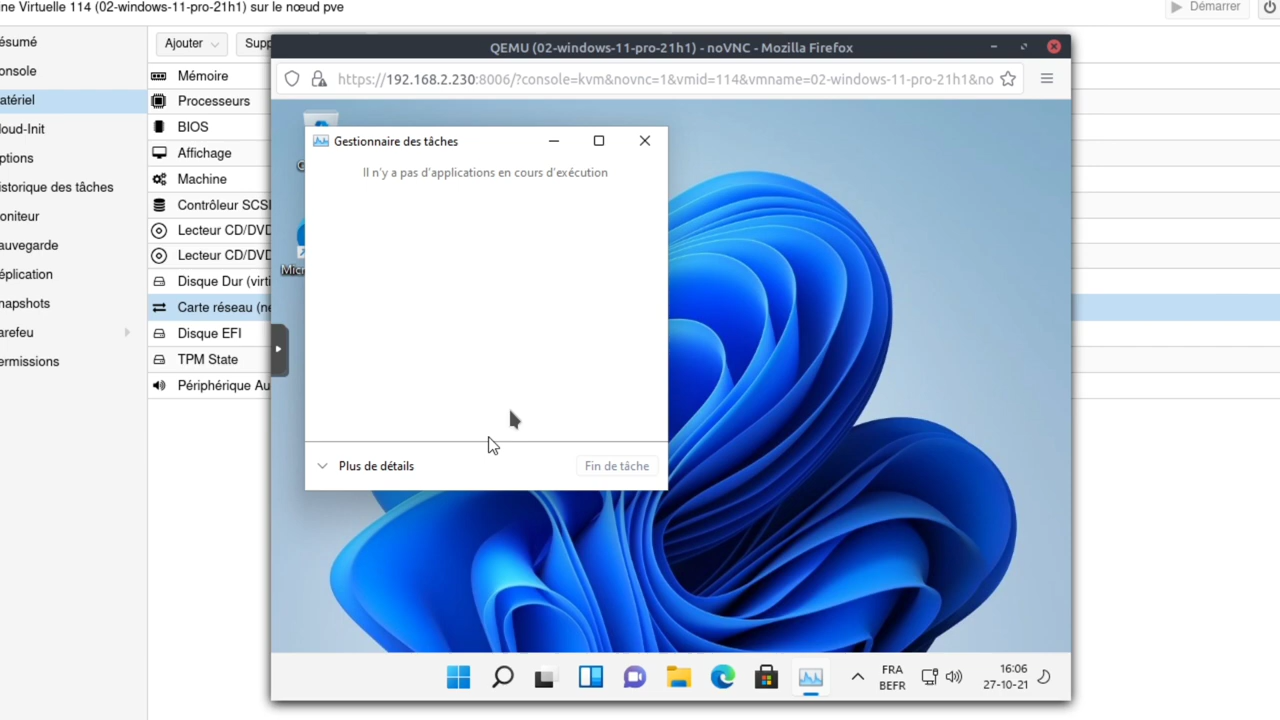 ne Virtuelle 114 (02-windows-11-pro-21h1) sur le nœud pve
Démarrer
ésumé
onsole
atériel
loud-Init
ptions
istorique des tâches
oniteur
auvegarde
éplication
napshots
arefeu
ermissions
Ajouter
Supp
Mémoire
Processeurs
BIOS
Affichage
Machine
Contrôleur SCSI
Lecteur CD/DVD
Lecteur CD/DVD
Disque Dur (virti
Carte réseau (ne
Disque EFI
TPM State
Périphérique Au
QEMU (02-windows-11-pro-21h1) - noVNC - Mozilla Firefox
https://192.168.2.230:8006/?console=kvm&novnc=1&vmid=114&vmname=02-windows-11-pro-21h1&no
Gestionnaire des tâches
Il n'y a pas d'applications en cours d'exécution
Micr
Plus de détails
Fin de tâche
FRA
BEFR
16:06
27-10-21